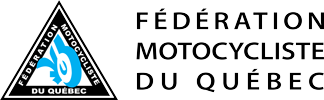 FÉDÉRATION
MOTOCYCLISTE
DU QUÉBEC
FÉDÉRATION
MOTOCYCLISTE
DU QUÉBEC